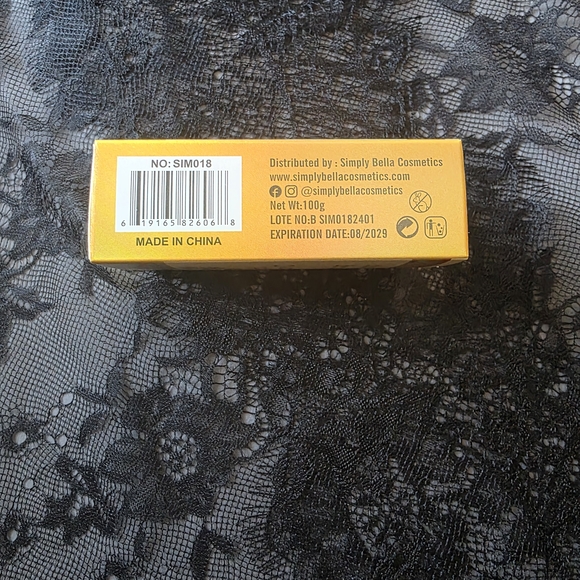 NO: SIM018
6 19165 82606 8
MADE IN CHINA
Distributed by : Simply Bella Cosmetics
www.simplybellacosmetics
@simplybellacosmetics
Net Wt:100g
LOTE NO:B SIM0182401
EXPIRATION DATE:08/2029